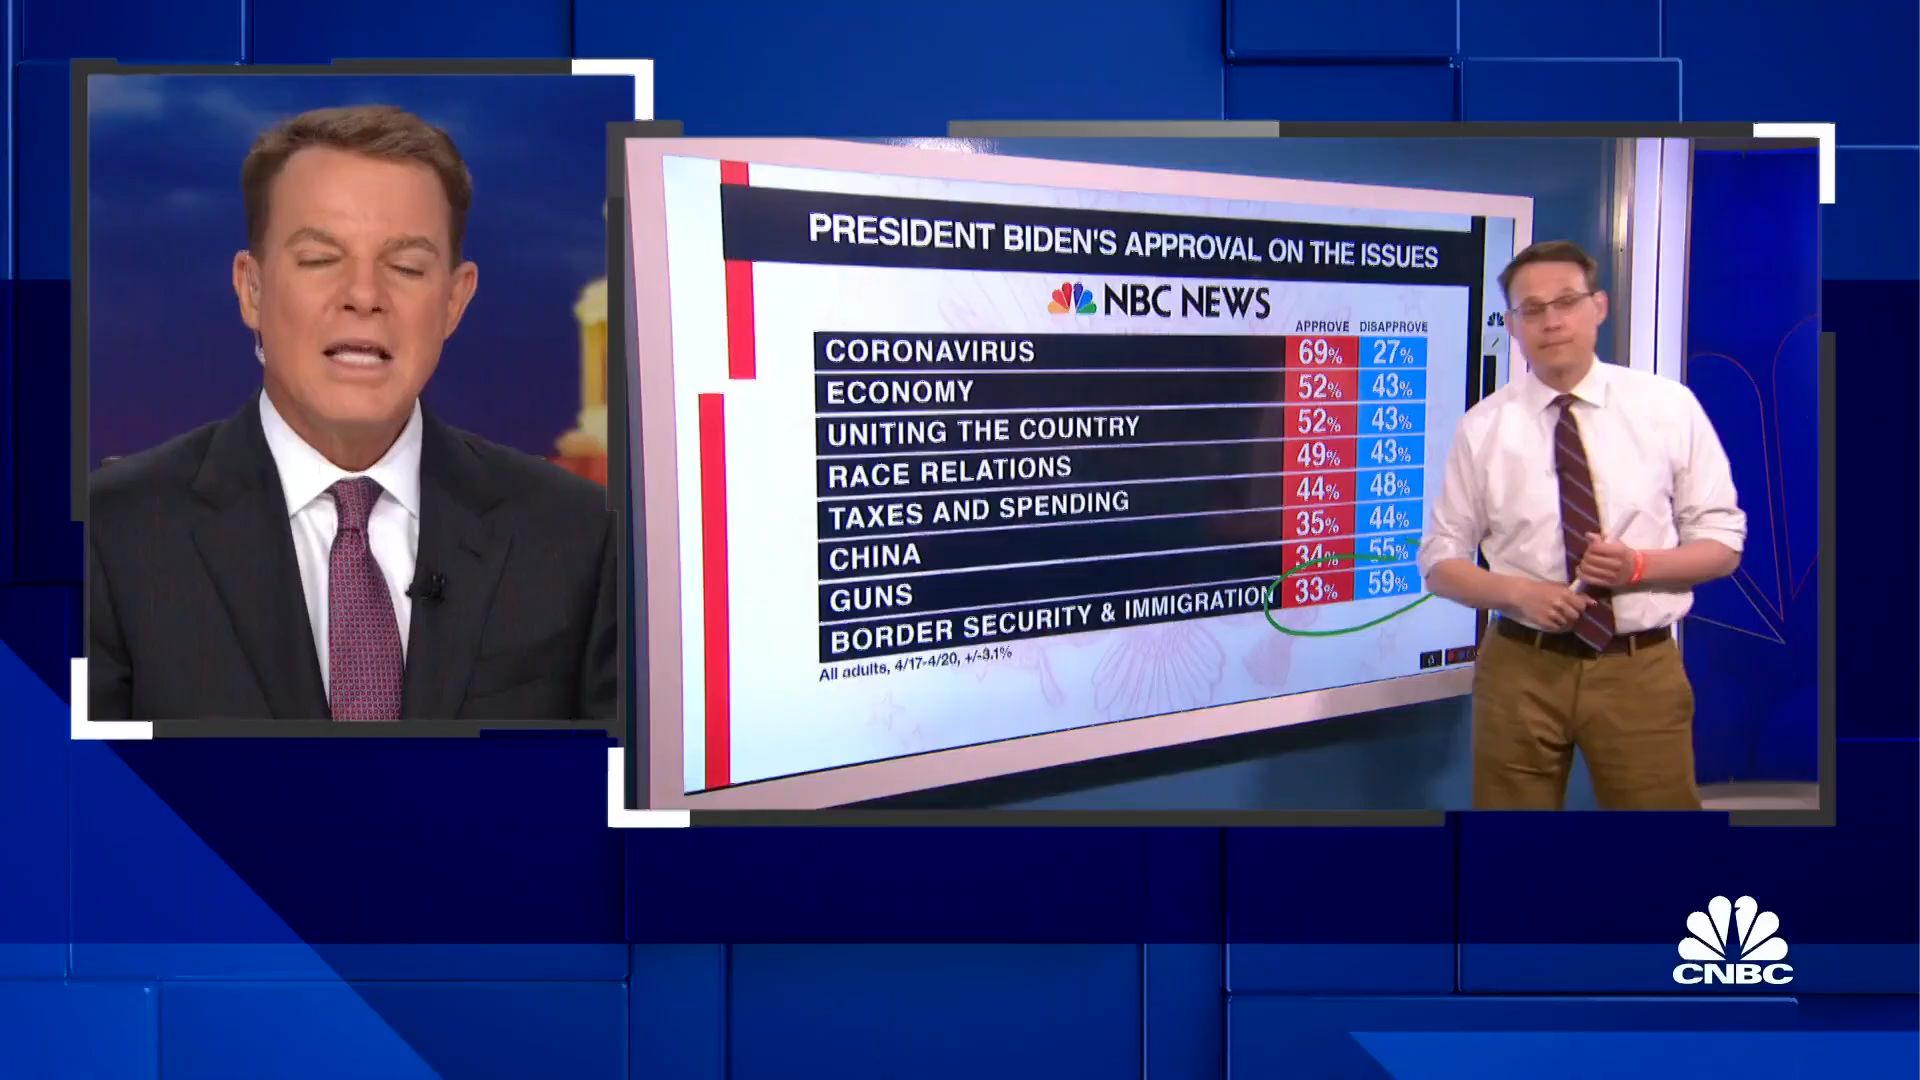 PRESIDENT BIDEN'S APPROVAL ON THE ISSUES
NBC NEWS
APPROVE DISAPPROVE
CORONAVIRUS 69% 27%
ECONOMY 52% 43%
UNITING THE COUNTRY 52% 43%
RACE RELATIONS 49% 43%
TAXES AND SPENDING 44% 48%
CHINA 35% 44%
GUNS 34% 55%
BORDER SECURITY & IMMIGRATION 33% 59%
All adults, 4/17-4/20, +/-3.1%
CNBC